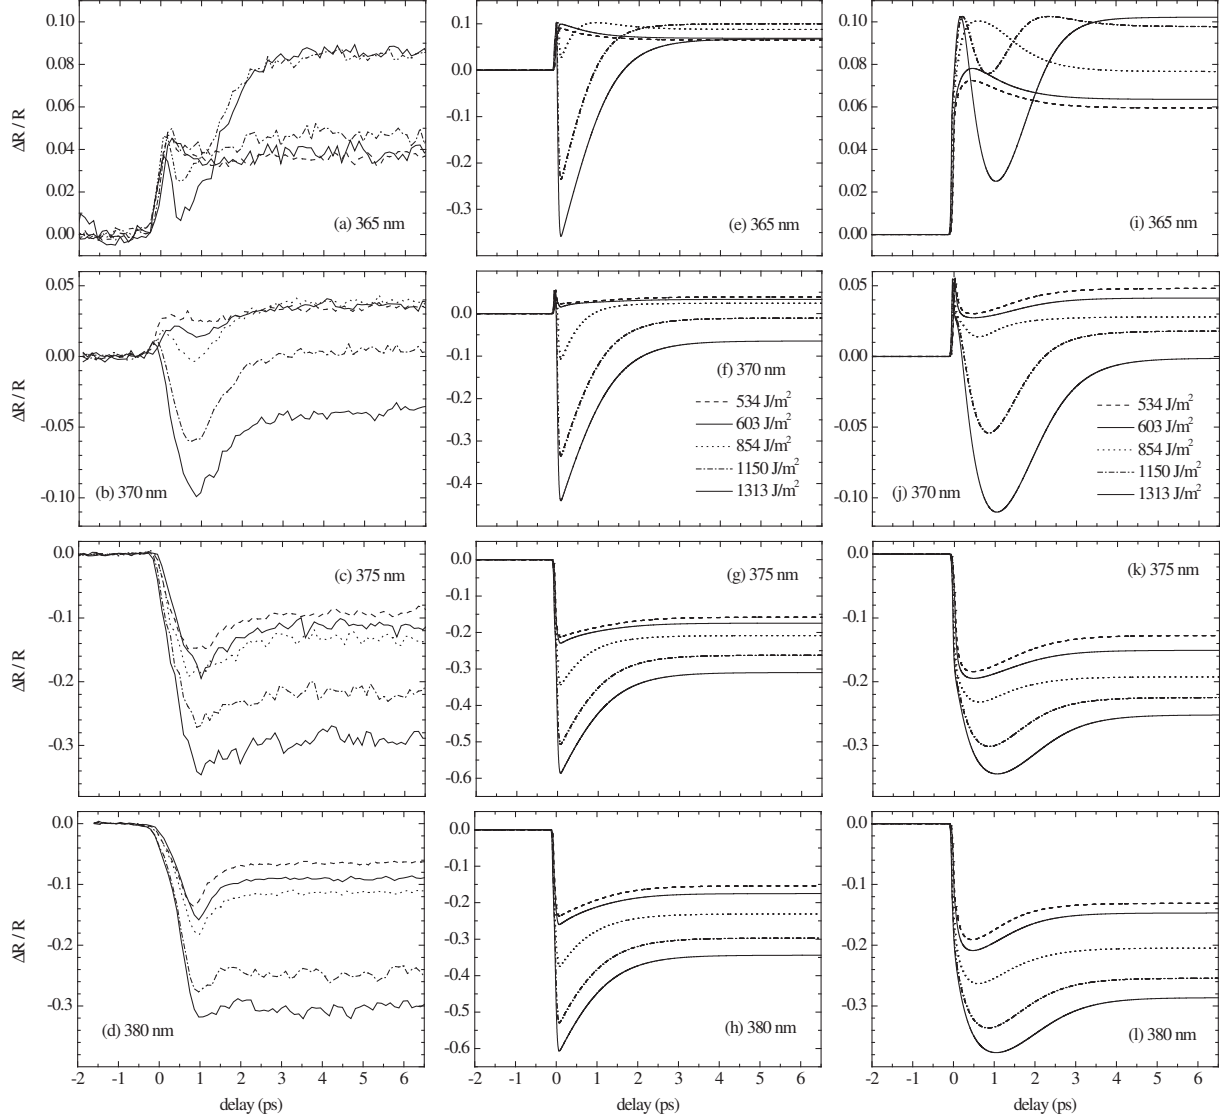 0.10
0.08
0.06
0.04
0.02
0.00
ΔR / R
(a) 365 nm
0.1
0.0
-0.1
-0.2
-0.3
(e) 365 nm
0.10
0.08
0.06
0.04
0.02
0.00
ΔR / R
(i) 365 nm
0.05
0.00
-0.05
-0.10
ΔR / R
(b) 370 nm
0.1
0.0
-0.1
-0.2
-0.3
-0.4
-0.5
(f) 370 nm
534 J/m²
603 J/m²
854 J/m²
1150 J/m²
1313 J/m²
0.05
0.00
-0.05
-0.10
ΔR / R
(j) 370 nm
534 J/m²
603 J/m²
854 J/m²
1150 J/m²
1313 J/m²
0.0
-0.1
-0.2
-0.3
ΔR / R
(c) 375 nm
0.0
-0.1
-0.2
-0.3
-0.4
-0.5
-0.6
(g) 375 nm
0.0
-0.1
-0.2
-0.3
ΔR / R
(k) 375 nm
0.0
-0.1
-0.2
-0.3
ΔR / R
(d) 380 nm
-2 -1 0 1 2 3 4 5 6
delay (ps)
0.0
-0.1
-0.2
-0.3
-0.4
-0.5
-0.6
(h) 380 nm
-2 -1 0 1 2 3 4 5 6
delay (ps)
0.0
-0.1
-0.2
-0.3
ΔR / R
(l) 380 nm
-2 -1 0 1 2 3 4 5 6
delay (ps)